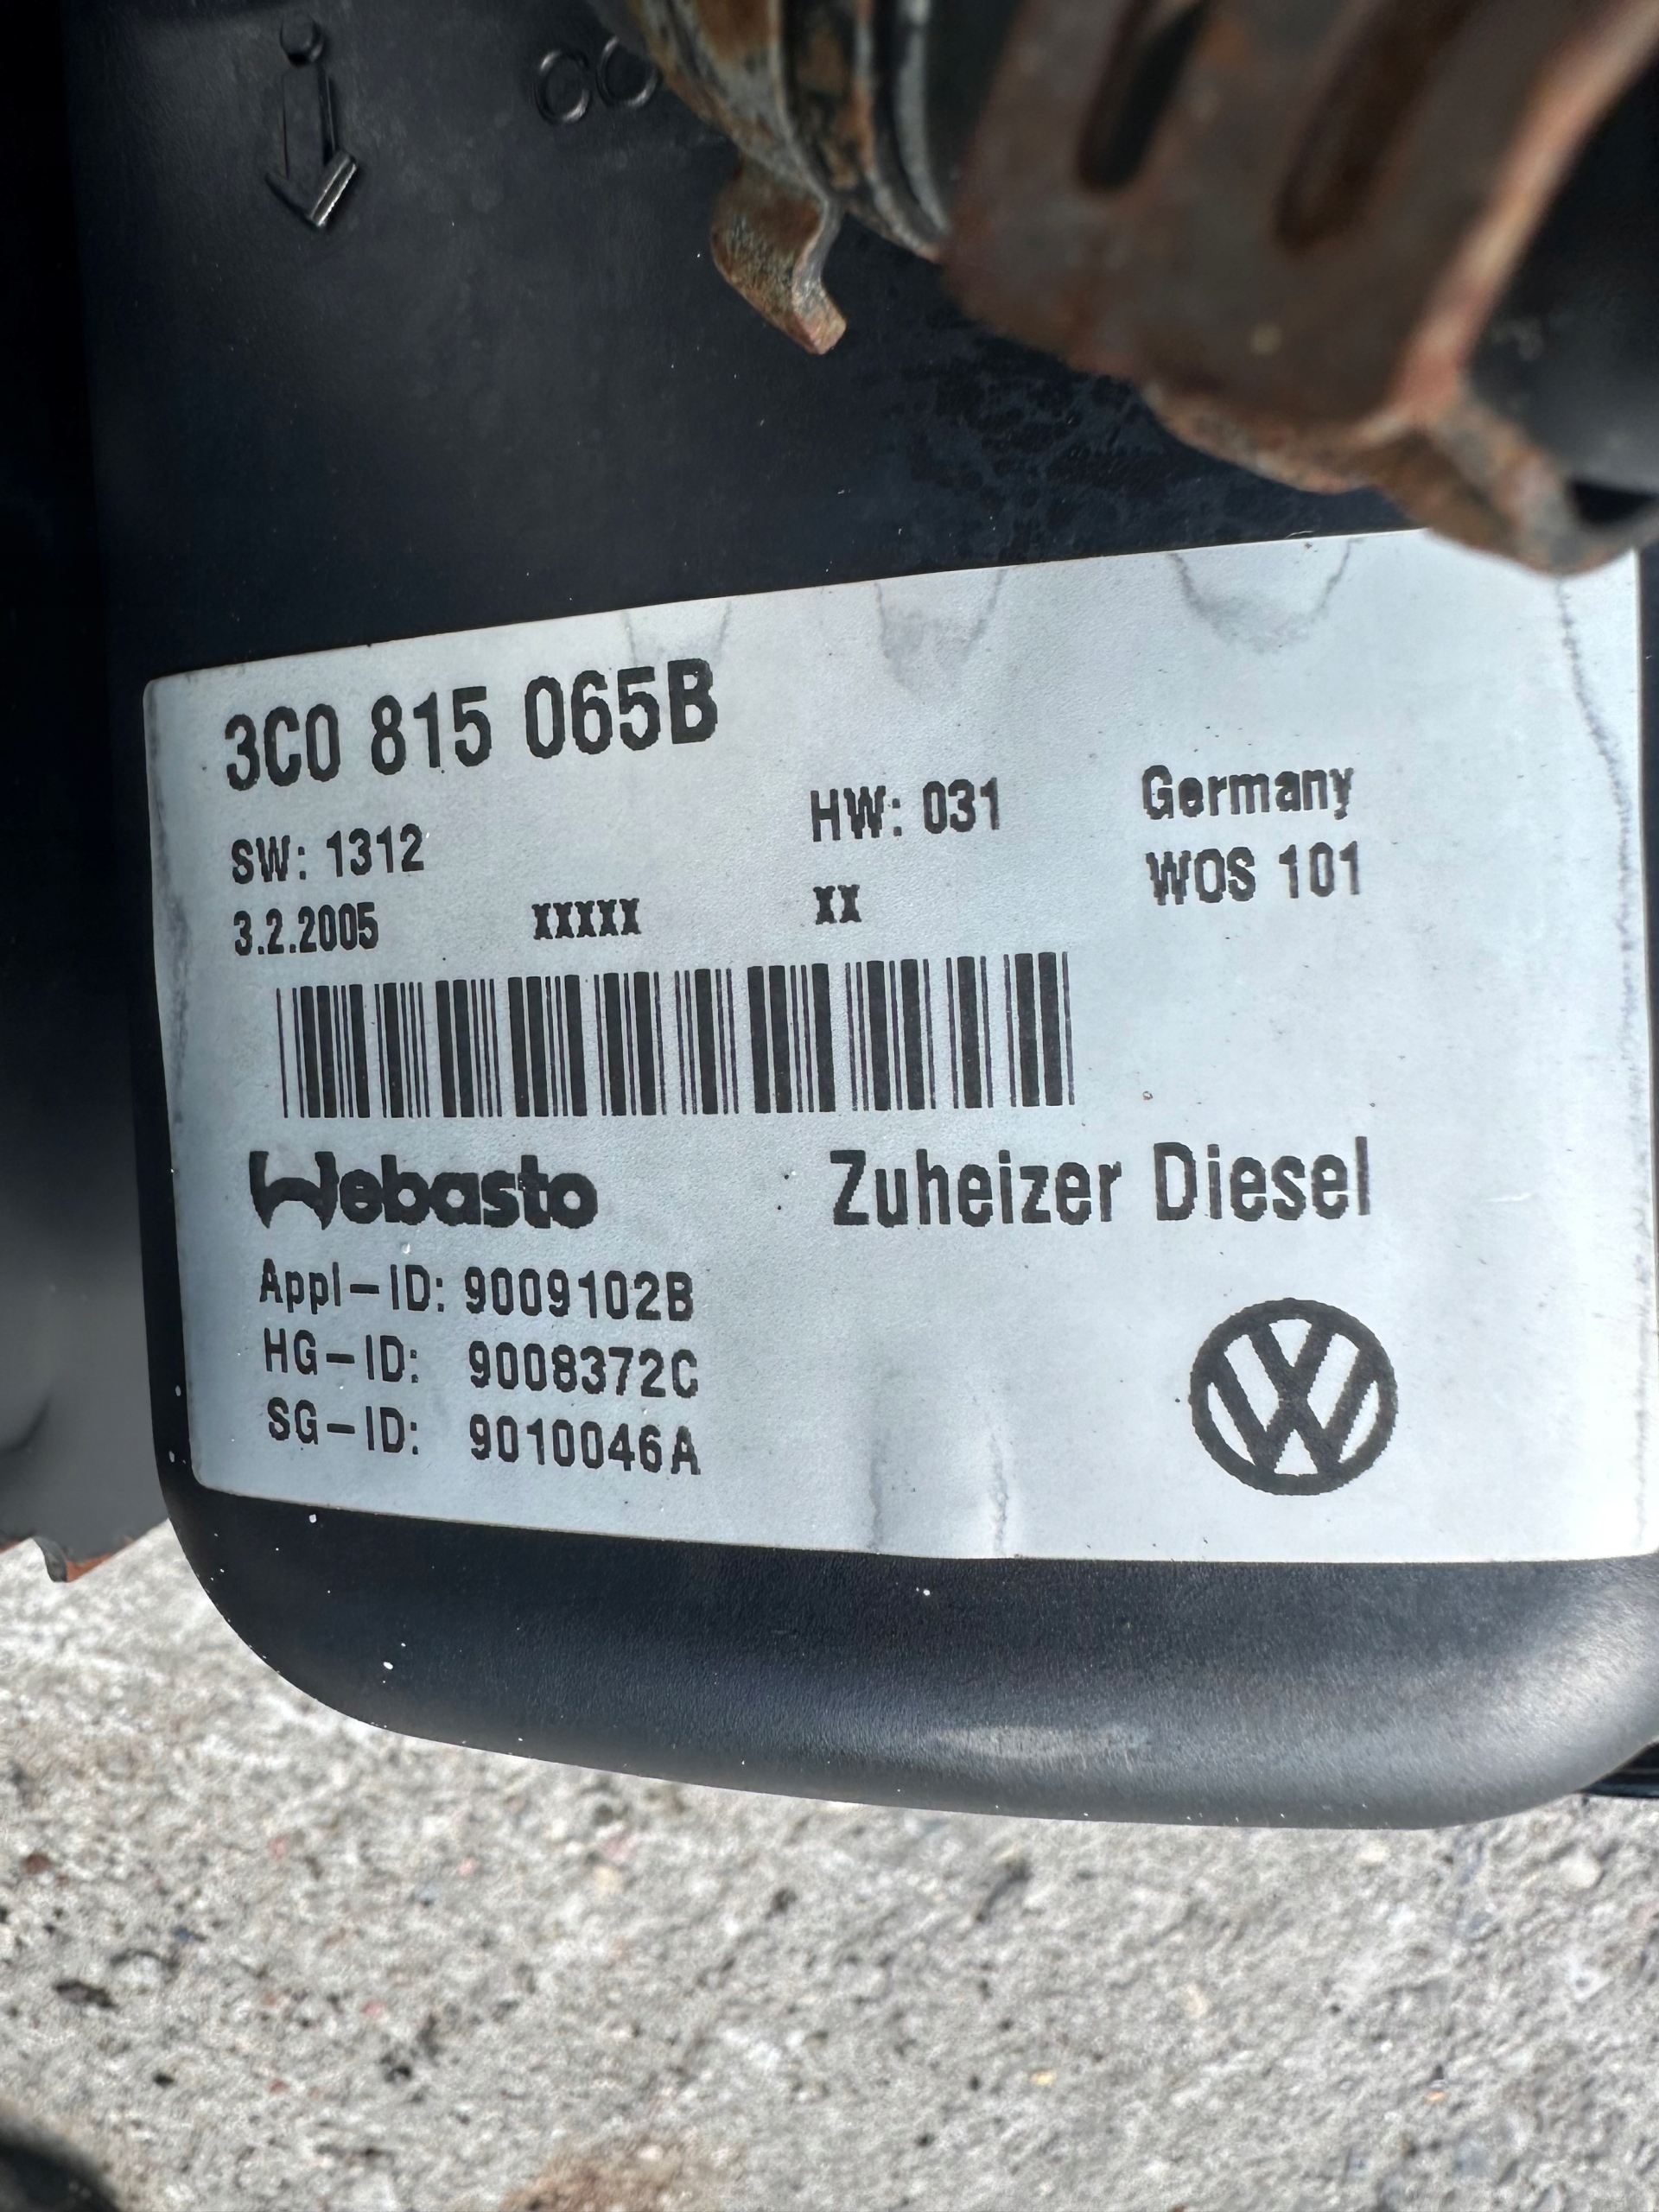 3C0 815 065B
SW: 1312 HW: 031 Germany
3.2.2005 XXXXX XX WOS 101
Webasto Zuheizer Diesel
Appl-ID: 9009102B
HG-ID: 9008372C
SG-ID: 9010046A
VW